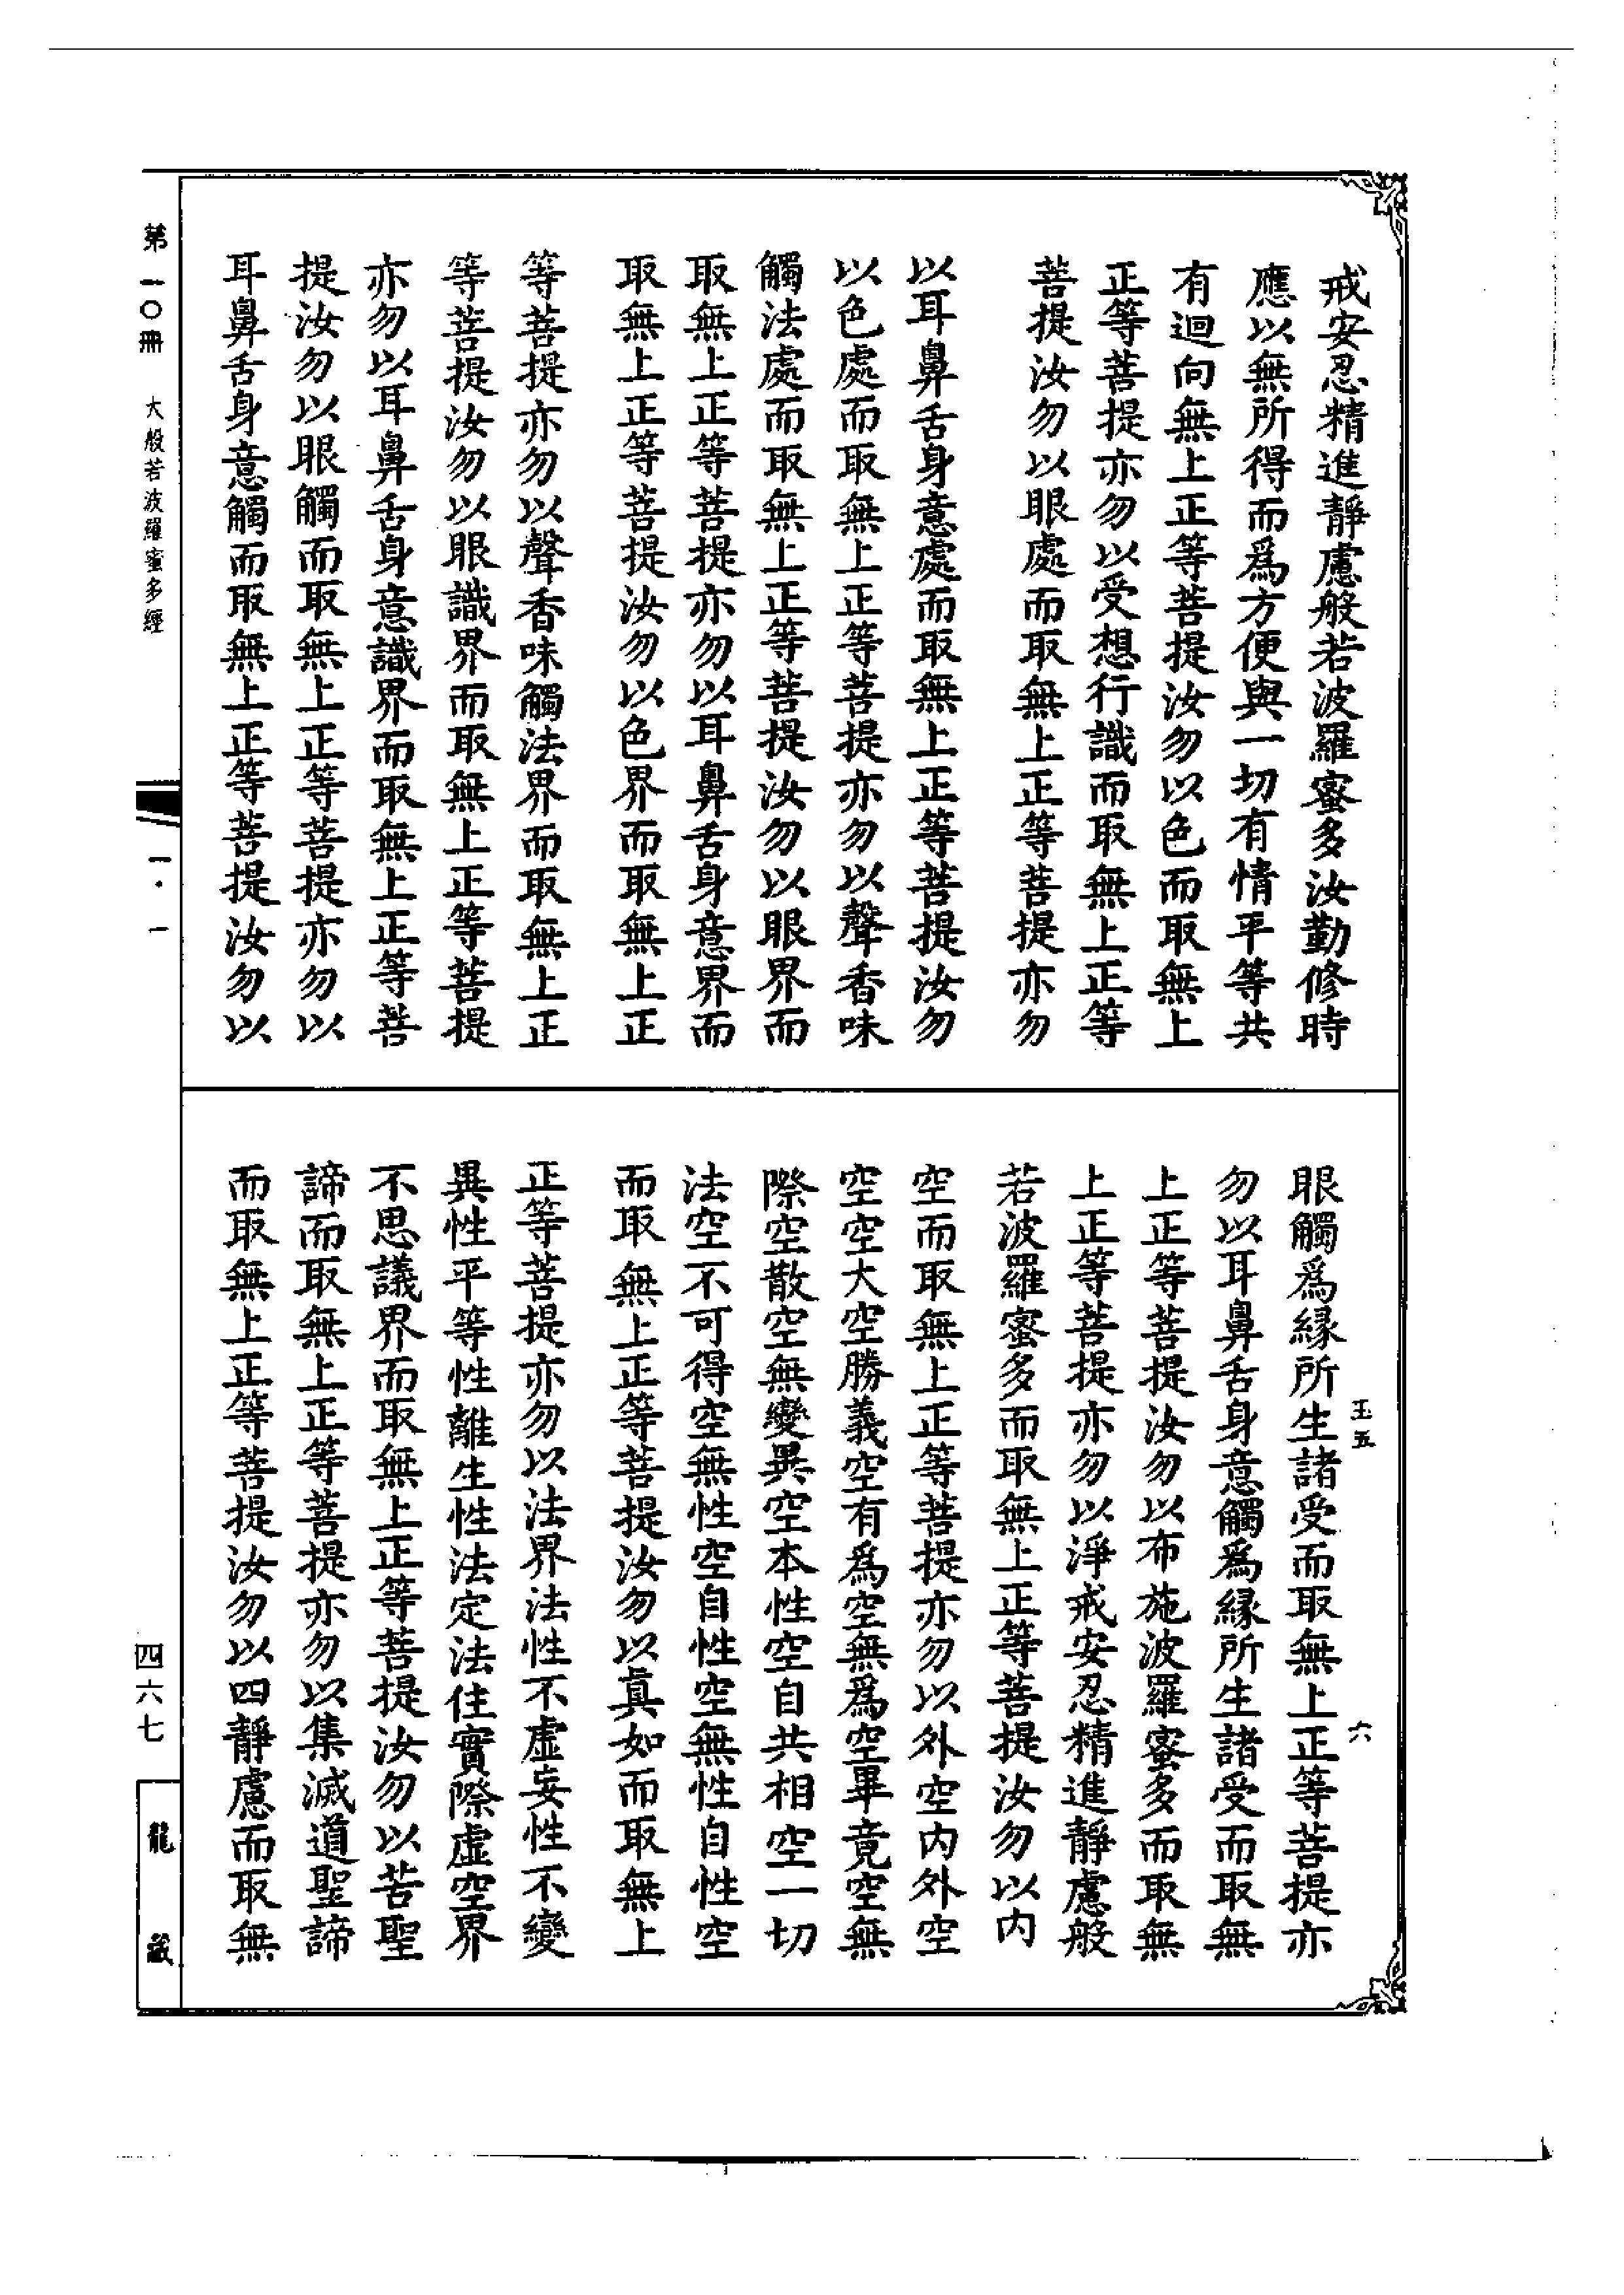 戒安忍精進靜慮般若波羅蜜多汝勤修時
應以無所得而爲方便與一切有情平等共
有迴向無上正等菩提汝勿以色而取無上
正等菩提亦勿以受想行識而取無上正等
菩提汝勿以眼處而取無上正等菩提亦勿
以耳鼻舌身意處而取無上正等菩提汝勿
以色處而取無上正等菩提亦勿以聲香味
觸法處而取無上正等菩提汝勿以眼界而
取無上正等菩提亦勿以耳鼻舌身意界而
取無上正等菩提汝勿以色界而取無上正
等菩提亦勿以聲香味觸法界而取無上正
等菩提汝勿以眼識界而取無上正等菩提
亦勿以耳鼻舌身意識界而取無上正等菩
提汝勿以眼觸而取無上正等菩提亦勿以
耳鼻舌身意觸而取無上正等菩提汝勿以
玉五 六
眼觸爲緣所生諸受而取無上正等菩提亦
勿以耳鼻舌身意觸爲緣所生諸受而取無
上正等菩提汝勿以布施波羅蜜多而取無
上正等菩提亦勿以淨戒安忍精進靜慮般
若波羅蜜多而取無上正等菩提汝勿以内
空而取無上正等菩提亦勿以外空内外空
空空大空勝義空有爲空無爲空畢竟空無
際空散空無變異空本性空自共相空一切
法空不可得空無性空自性空無性自性空
而取無上正等菩提汝勿以真如而取無上
正等菩提亦勿以法界法性不虛妄性不變
異性平等性離生性法定法住實際虛空界
不思議界而取無上正等菩提汝勿以苦聖
諦而取無上正等菩提亦勿以集滅道聖諦
而取無上正等菩提汝勿以四靜慮而取無
第一〇冊 大般若波羅蜜多經 一·一 四六七 龍藏